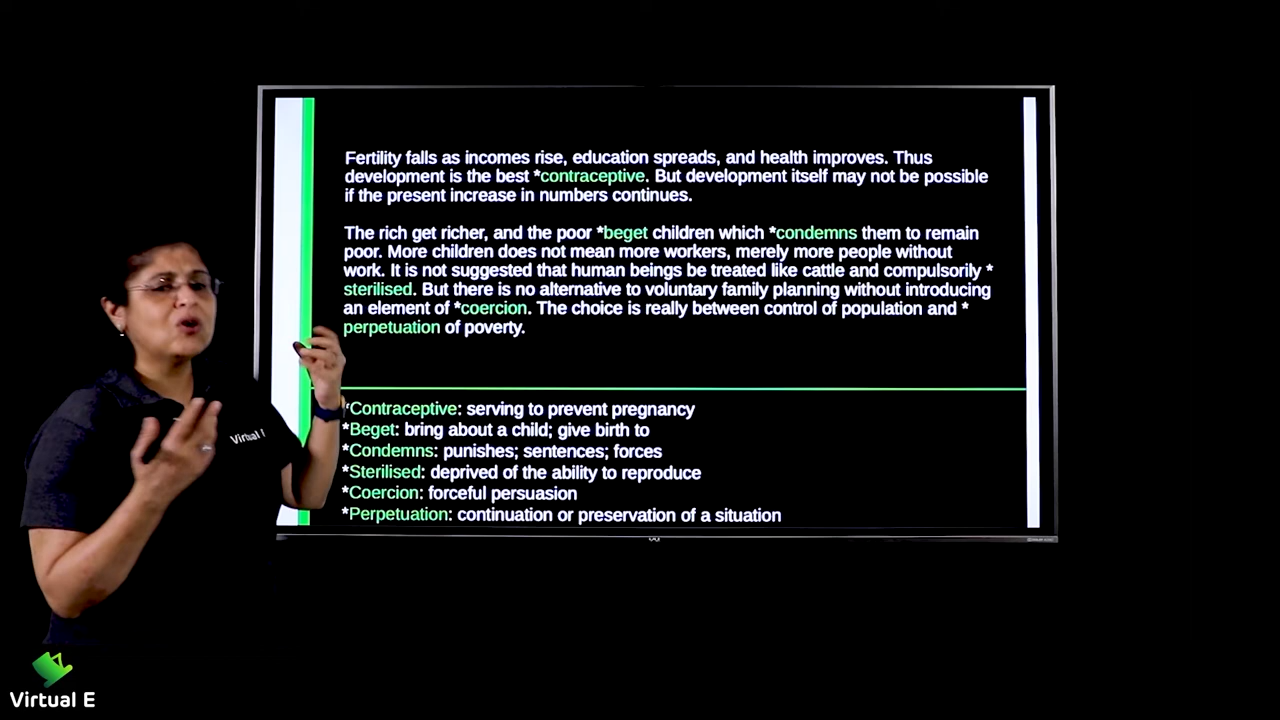 Fertility falls as incomes rise, education spreads, and health improves. Thus
development is the best *contraceptive. But development itself may not be possible
if the present increase in numbers continues.
The rich get richer, and the poor *beget children which *condemns them to remain
poor. More children does not mean more workers, merely more people without
work. It is not suggested that human beings be treated like cattle and compulsorily *
sterilised. But there is no alternative to voluntary family planning without introducing
an element of *coercion. The choice is really between control of population and *
perpetuation of poverty.
*Contraceptive: serving to prevent pregnancy
*Beget: bring about a child; give birth to
*Condemns: punishes; sentences; forces
*Sterilised: deprived of the ability to reproduce
*Coercion: forceful persuasion
*Perpetuation: continuation or preservation of a situation
Virtual E
Virtual E